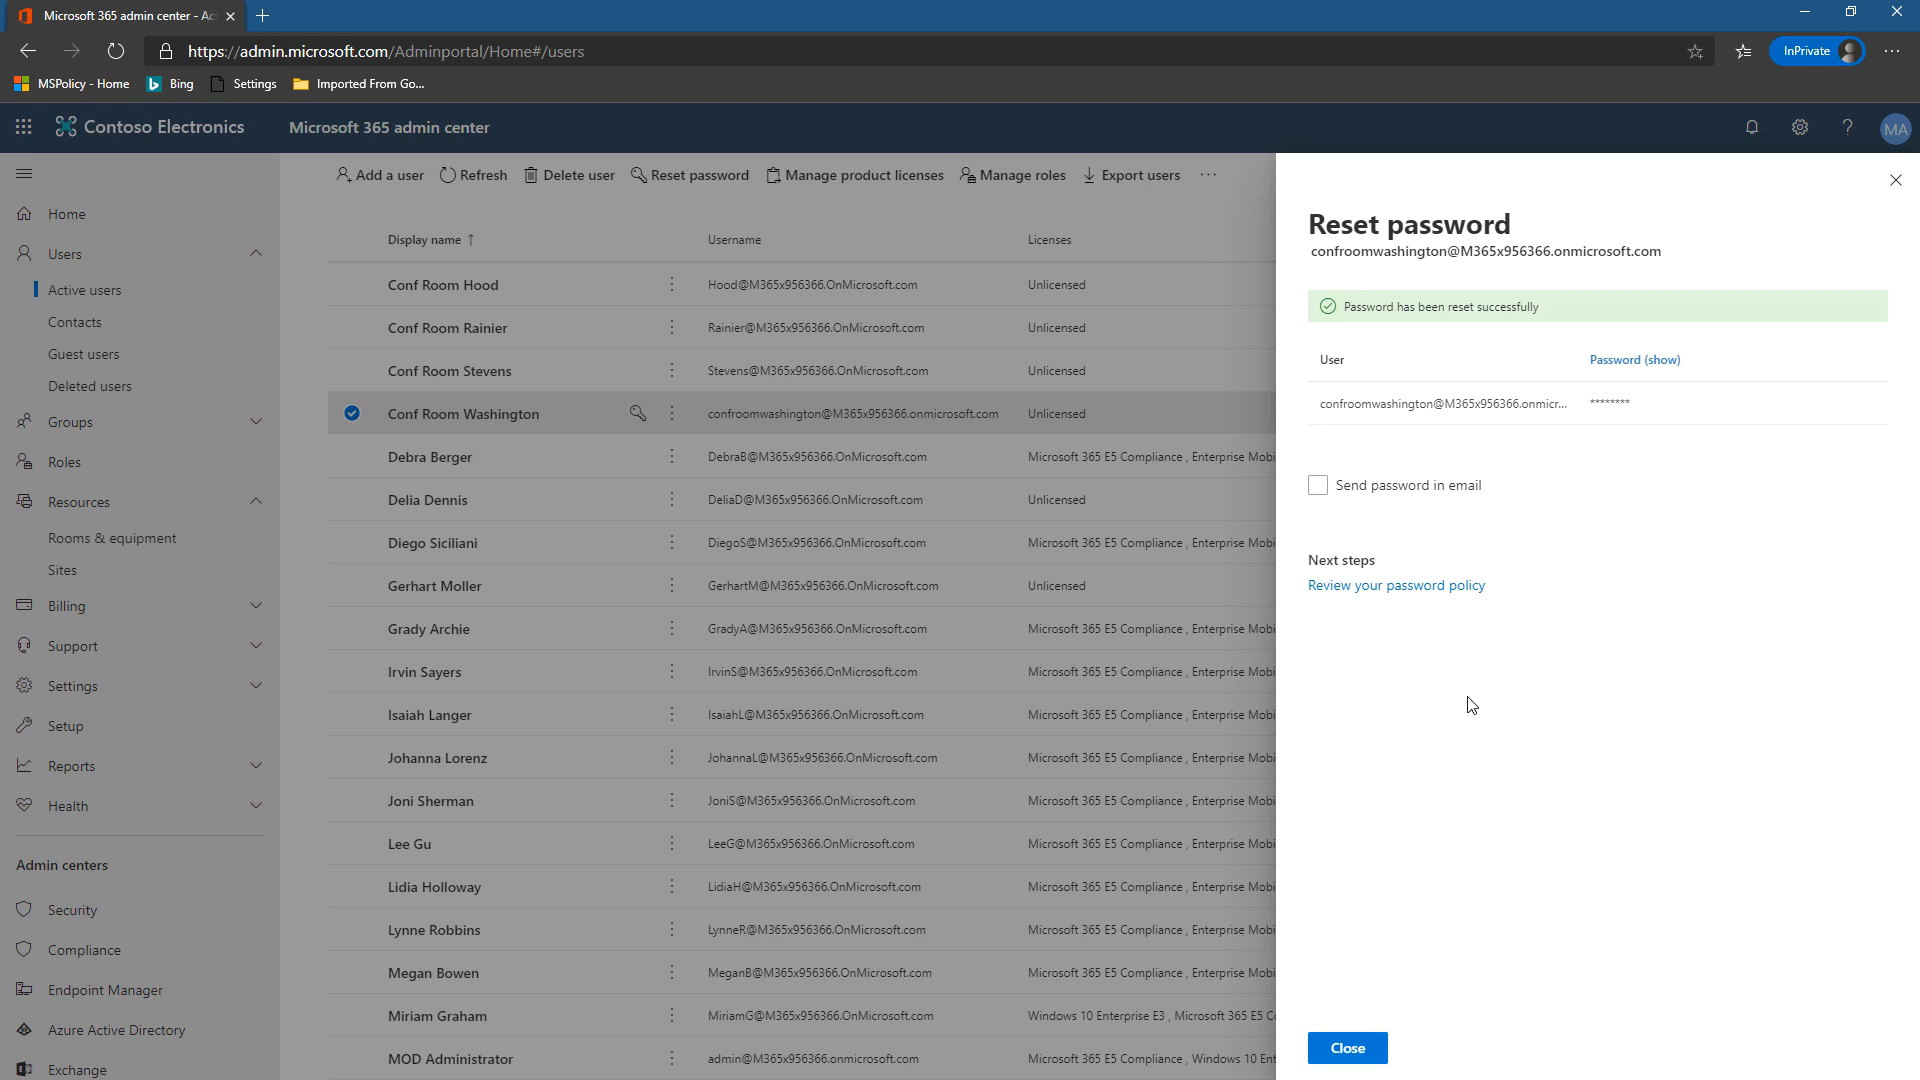 Microsoft 365 admin center - Ac
https://admin.microsoft.com/Adminportal/Home#/users
InPrivate
MSPolicy - Home
Bing
Settings
Imported From Go...
Contoso Electronics
Microsoft 365 admin center
MA
Home
Users
Active users
Contacts
Guest users
Deleted users
Groups
Roles
Resources
Rooms & equipment
Sites
Billing
Support
Settings
Setup
Reports
Health
Admin centers
Security
Compliance
Endpoint Manager
Azure Active Directory
Exchange
Add a user Refresh Delete user Reset password Manage product licenses Manage roles Export users
Display name ↑ Username Licenses
Conf Room Hood Hood@M365x956366.OnMicrosoft.com Unlicensed
Conf Room Rainier Rainier@M365x956366.OnMicrosoft.com Unlicensed
Conf Room Stevens Stevens@M365x956366.OnMicrosoft.com Unlicensed
Conf Room Washington confroomwashington@M365x956366.onmicrosoft.com Unlicensed
Debra Berger DebraB@M365x956366.OnMicrosoft.com Microsoft 365 E5 Compliance , Enterprise Mobi
Delia Dennis DeliaD@M365x956366.OnMicrosoft.com Unlicensed
Diego Siciliani DiegoS@M365x956366.OnMicrosoft.com Microsoft 365 E5 Compliance , Enterprise Mobi
Gerhart Moller GerhartM@M365x956366.OnMicrosoft.com Unlicensed
Grady Archie GradyA@M365x956366.OnMicrosoft.com Microsoft 365 E5 Compliance , Enterprise Mobi
Irvin Sayers IrvinS@M365x956366.OnMicrosoft.com Microsoft 365 E5 Compliance , Enterprise Mobi
Isaiah Langer IsaiahL@M365x956366.OnMicrosoft.com Microsoft 365 E5 Compliance , Enterprise Mobi
Johanna Lorenz JohannaL@M365x956366.OnMicrosoft.com Microsoft 365 E5 Compliance , Enterprise Mobi
Joni Sherman JoniS@M365x956366.OnMicrosoft.com Microsoft 365 E5 Compliance , Enterprise Mobi
Lee Gu LeeG@M365x956366.OnMicrosoft.com Microsoft 365 E5 Compliance , Enterprise Mobi
Lidia Holloway LidiaH@M365x956366.OnMicrosoft.com Microsoft 365 E5 Compliance , Enterprise Mobi
Lynne Robbins LynneR@M365x956366.OnMicrosoft.com Microsoft 365 E5 Compliance , Enterprise Mobi
Megan Bowen MeganB@M365x956366.OnMicrosoft.com Microsoft 365 E5 Compliance , Enterprise Mobi
Miriam Graham MiriamG@M365x956366.OnMicrosoft.com Windows 10 Enterprise E3 , Microsoft 365 E5 C
MOD Administrator admin@M365x956366.onmicrosoft.com Microsoft 365 E5 Compliance , Windows 10 Ent
Reset password
confroomwashington@M365x956366.onmicrosoft.com
Password has been reset successfully
User Password (show)
confroomwashington@M365x956366.onmicr... ********
Send password in email
Next steps
Review your password policy
Close